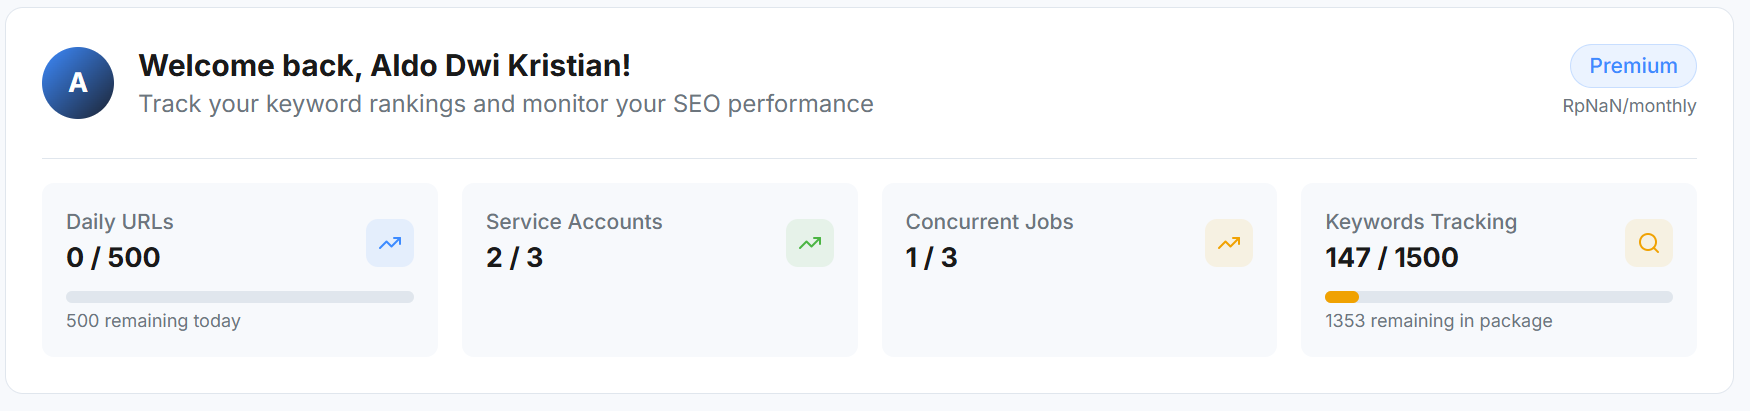 A
Welcome back, Aldo Dwi Kristian!
Track your keyword rankings and monitor your SEO performance
Premium
RpNaN/monthly
Daily URLs
0 / 500
500 remaining today
Service Accounts
2 / 3
Concurrent Jobs
1 / 3
Keywords Tracking
147 / 1500
1353 remaining in package